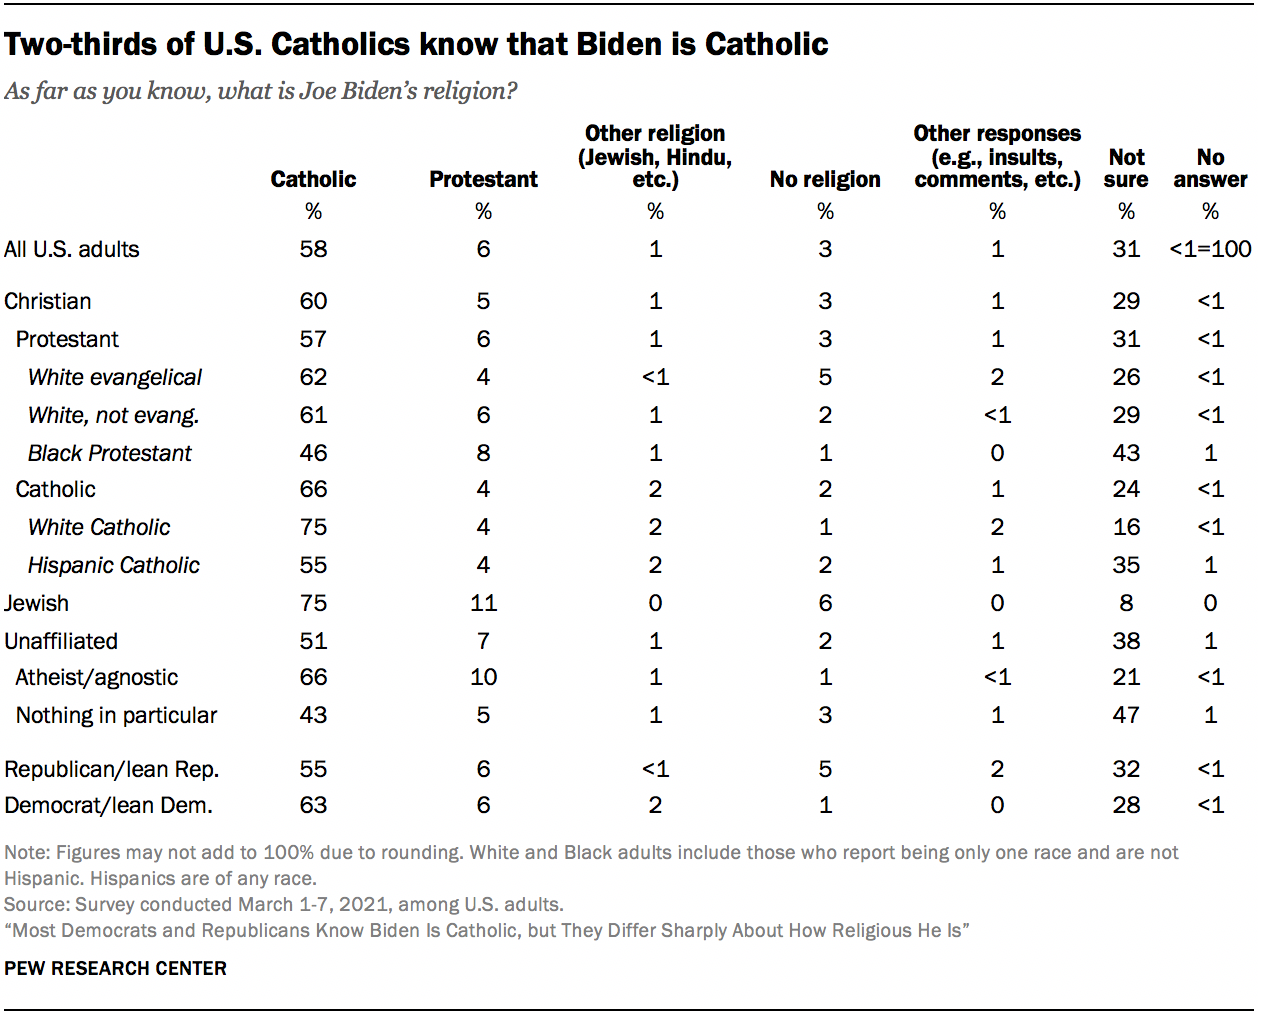 Two-thirds of U.S. Catholics know that Biden is Catholic
As far as you know, what is Joe Biden’s religion?
Catholic Protestant Other religion (Jewish, Hindu, etc.) No religion Other responses (e.g., insults, comments, etc.) Not sure No answer
% % % % % % %
All U.S. adults 58 6 1 3 1 31 <1=100
Christian 60 5 1 3 1 29 <1
Protestant 57 6 1 3 1 31 <1
White evangelical 62 4 <1 5 2 26 <1
White, not evang. 61 6 1 2 <1 29 <1
Black Protestant 46 8 1 1 0 43 1
Catholic 66 4 2 2 1 24 <1
White Catholic 75 4 2 1 2 16 <1
Hispanic Catholic 55 4 2 2 1 35 1
Jewish 75 11 0 6 0 8 0
Unaffiliated 51 7 1 2 1 38 1
Atheist/agnostic 66 10 1 1 <1 21 <1
Nothing in particular 43 5 1 3 1 47 1
Republican/lean Rep. 55 6 <1 5 2 32 <1
Democrat/lean Dem. 63 6 2 1 0 28 <1
Note: Figures may not add to 100% due to rounding. White and Black adults include those who report being only one race and are not
Hispanic. Hispanics are of any race.
Source: Survey conducted March 1-7, 2021, among U.S. adults.
“Most Democrats and Republicans Know Biden Is Catholic, but They Differ Sharply About How Religious He Is”
PEW RESEARCH CENTER